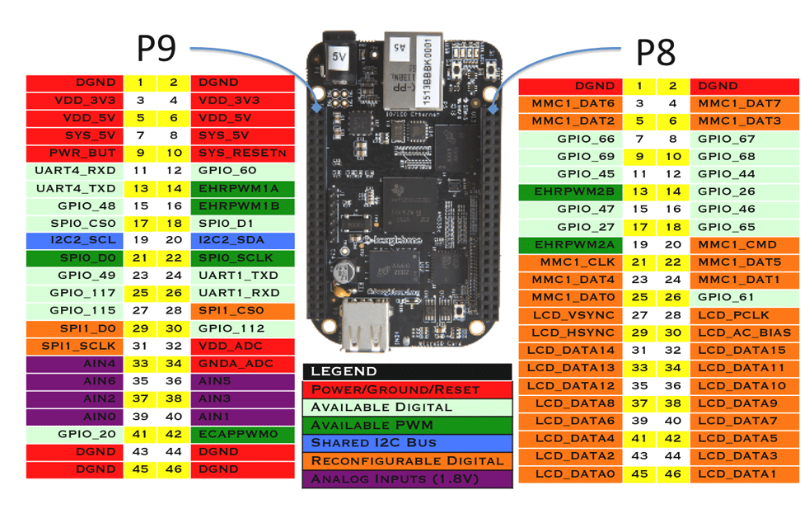 P9
P8
DGND 1 2 DGND
VDD_3V3 3 4 VDD_3V3
VDD_5V 5 6 VDD_5V
SYS_5V 7 8 SYS_5V
PWR_BUT 9 10 SYS_RESETN
UART4_RXD 11 12 GPIO_60
UART4_TXD 13 14 EHRPWM1A
GPIO_48 15 16 EHRPWM1B
SPI0_CS0 17 18 SPI0_D1
I2C2_SCL 19 20 I2C2_SDA
SPI0_D0 21 22 SPI0_SCLK
GPIO_49 23 24 UART1_TXD
GPIO_117 25 26 UART1_RXD
GPIO_115 27 28 SPI1_CS0
SPI1_D0 29 30 GPIO_112
SPI1_SCLK 31 32 VDD_ADC
AIN4 33 34 GNDA_ADC
AIN6 35 36 AIN5
AIN2 37 38 AIN3
AIN0 39 40 AIN1
GPIO_20 41 42 ECAPPWM0
DGND 43 44 DGND
DGND 45 46 DGND
5V
A5
1513BBBK0001
10/100 Ethernet
beaglebone
LEGEND
Power/Ground/Reset
Available Digital
Available PWM
Shared I2C Bus
Reconfigurable Digital
Analog Inputs (1.8V)
DGND 1 2 DGND
MMC1_DAT6 3 4 MMC1_DAT7
MMC1_DAT2 5 6 MMC1_DAT3
GPIO_66 7 8 GPIO_67
GPIO_69 9 10 GPIO_68
GPIO_45 11 12 GPIO_44
EHRPWM2B 13 14 GPIO_26
GPIO_47 15 16 GPIO_46
GPIO_27 17 18 GPIO_65
EHRPWM2A 19 20 MMC1_CMD
MMC1_CLK 21 22 MMC1_DAT5
MMC1_DAT4 23 24 MMC1_DAT1
MMC1_DAT0 25 26 GPIO_61
LCD_VSYNC 27 28 LCD_PCLK
LCD_HSYNC 29 30 LCD_AC_BIAS
LCD_DATA14 31 32 LCD_DATA15
LCD_DATA13 33 34 LCD_DATA11
LCD_DATA12 35 36 LCD_DATA10
LCD_DATA8 37 38 LCD_DATA9
LCD_DATA6 39 40 LCD_DATA7
LCD_DATA4 41 42 LCD_DATA5
LCD_DATA2 43 44 LCD_DATA3
LCD_DATA0 45 46 LCD_DATA1